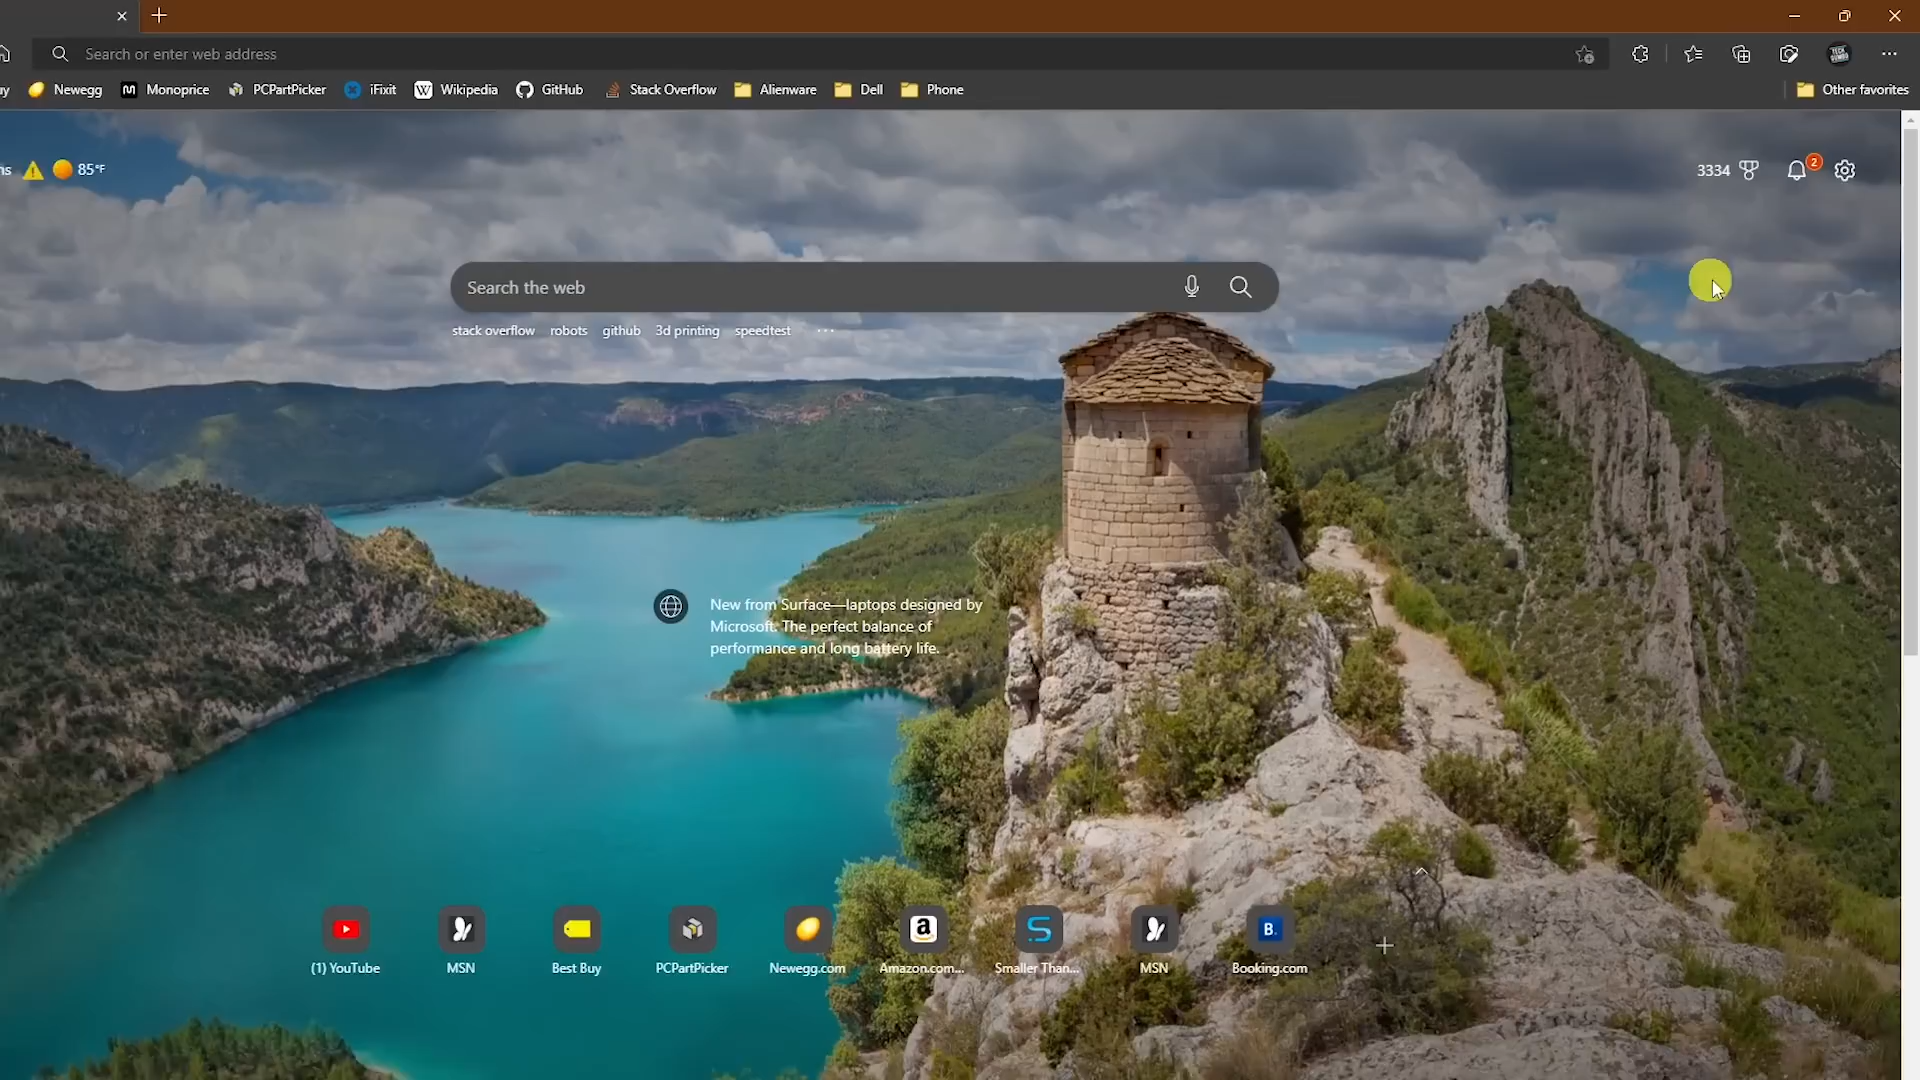 Search or enter web address
Newegg Monoprice PCPartPicker iFixit Wikipedia GitHub Stack Overflow Alienware Dell Phone Other favorites
85°F 3334 2
Search the web
stack overflow robots github 3d printing speedtest ...
New from Surface—laptops designed by
Microsoft. The perfect balance of
performance and long battery life.
(1) YouTube MSN Best Buy PCPartPicker Newegg.com Amazon.com... Smaller Than... MSN Booking.com